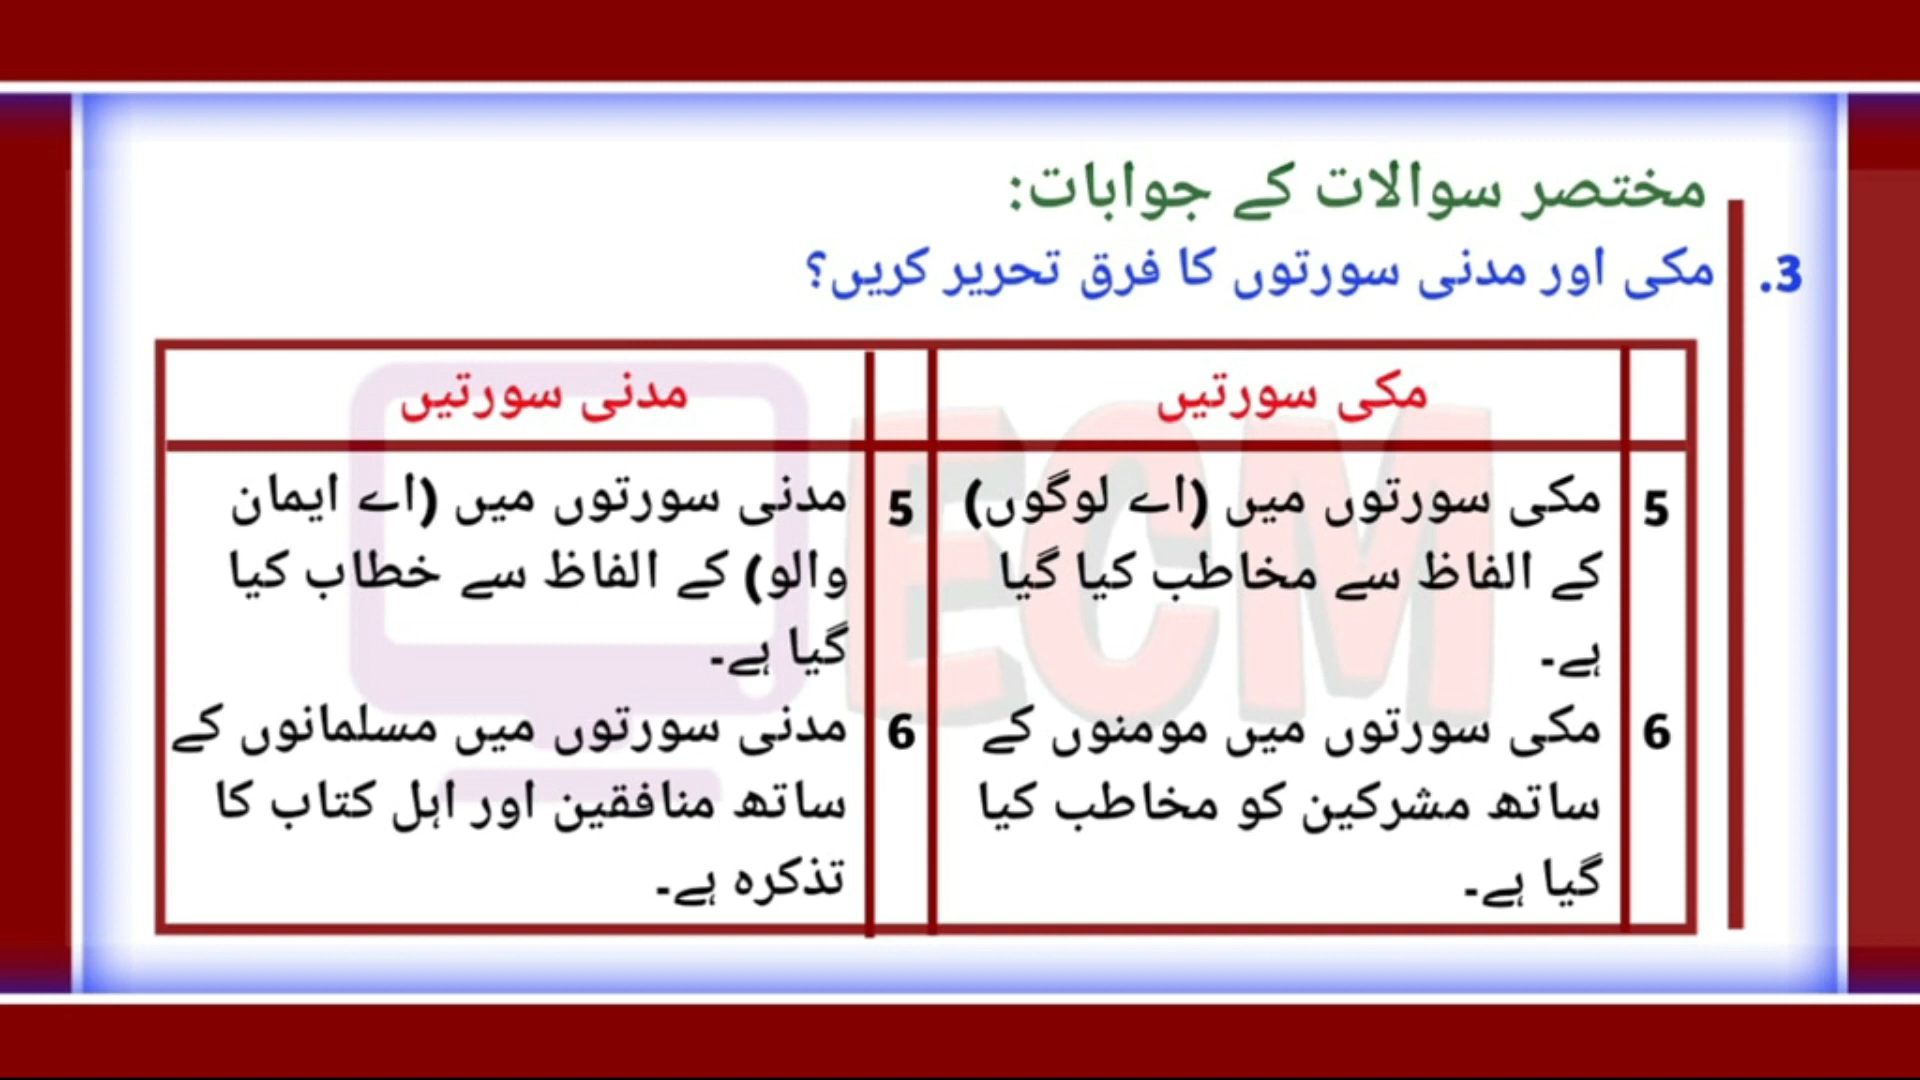 مختصر سوالات کے جوابات:
3. مکی اور مدنی سورتوں کا فرق تحریر کریں؟
مکی سورتیں
مدنی سورتیں
5 مکی سورتوں میں (اے لوگوں)
کے الفاظ سے مخاطب کیا گیا
ہے۔
5 مدنی سورتوں میں (اے ایمان
والو) کے الفاظ سے خطاب کیا
گیا ہے۔
6 مکی سورتوں میں مومنوں کے
ساتھ مشرکین کو مخاطب کیا
گیا ہے۔
6 مدنی سورتوں میں مسلمانوں کے
ساتھ منافقین اور اہل کتاب کا
تذکرہ ہے۔
ECM